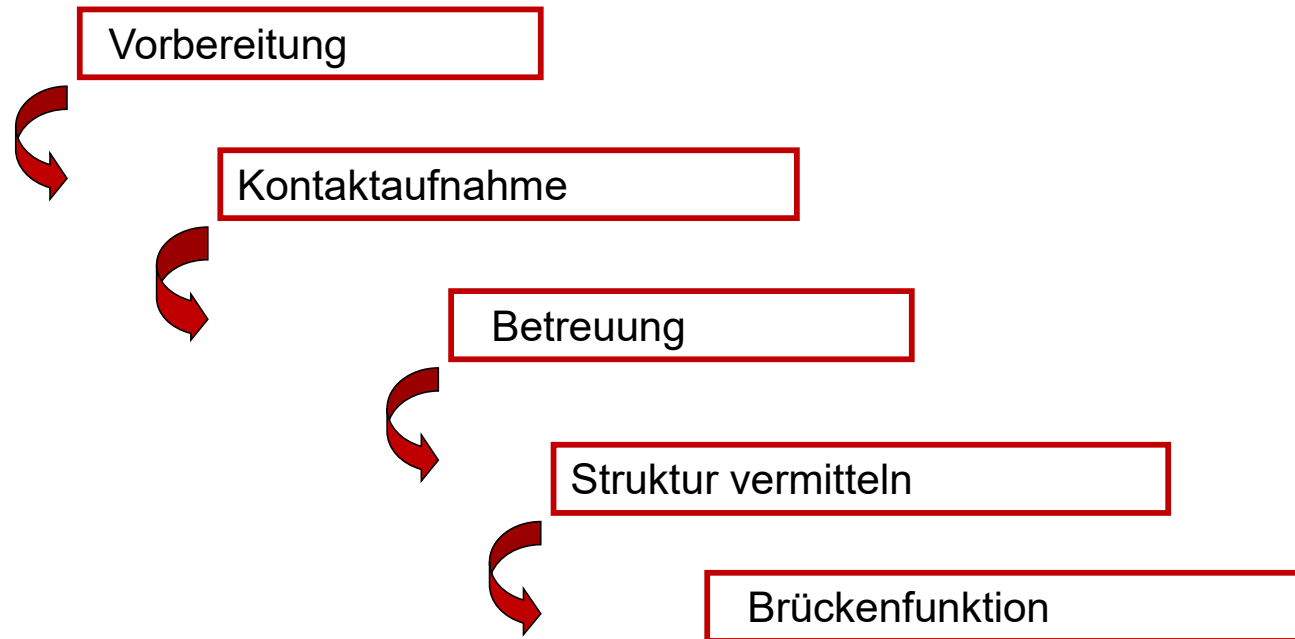 Vorbereitung
Kontaktaufnahme
Betreuung
Struktur vermitteln
Brückenfunktion